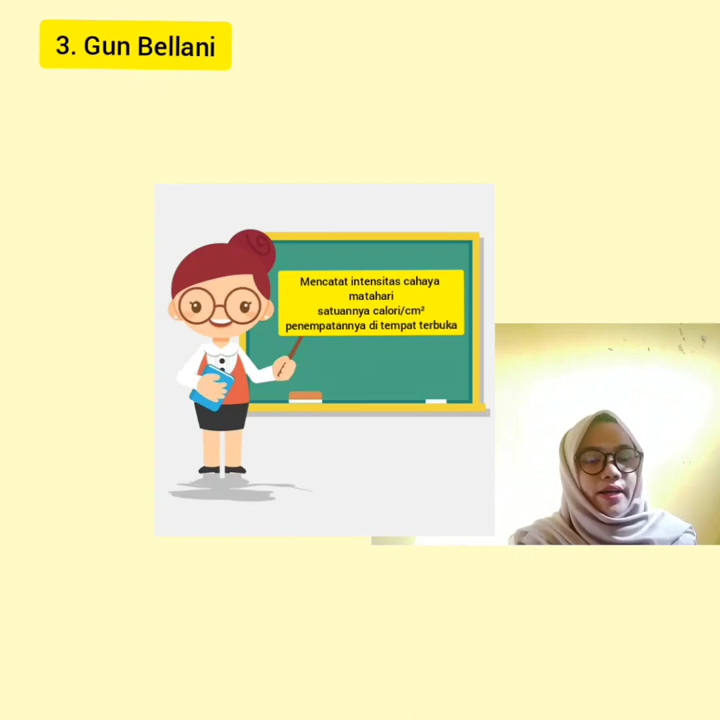 3. Gun Bellani
Mencatat intensitas cahaya
matahari
satuannya calori/cm²
penempatannya di tempat terbuka